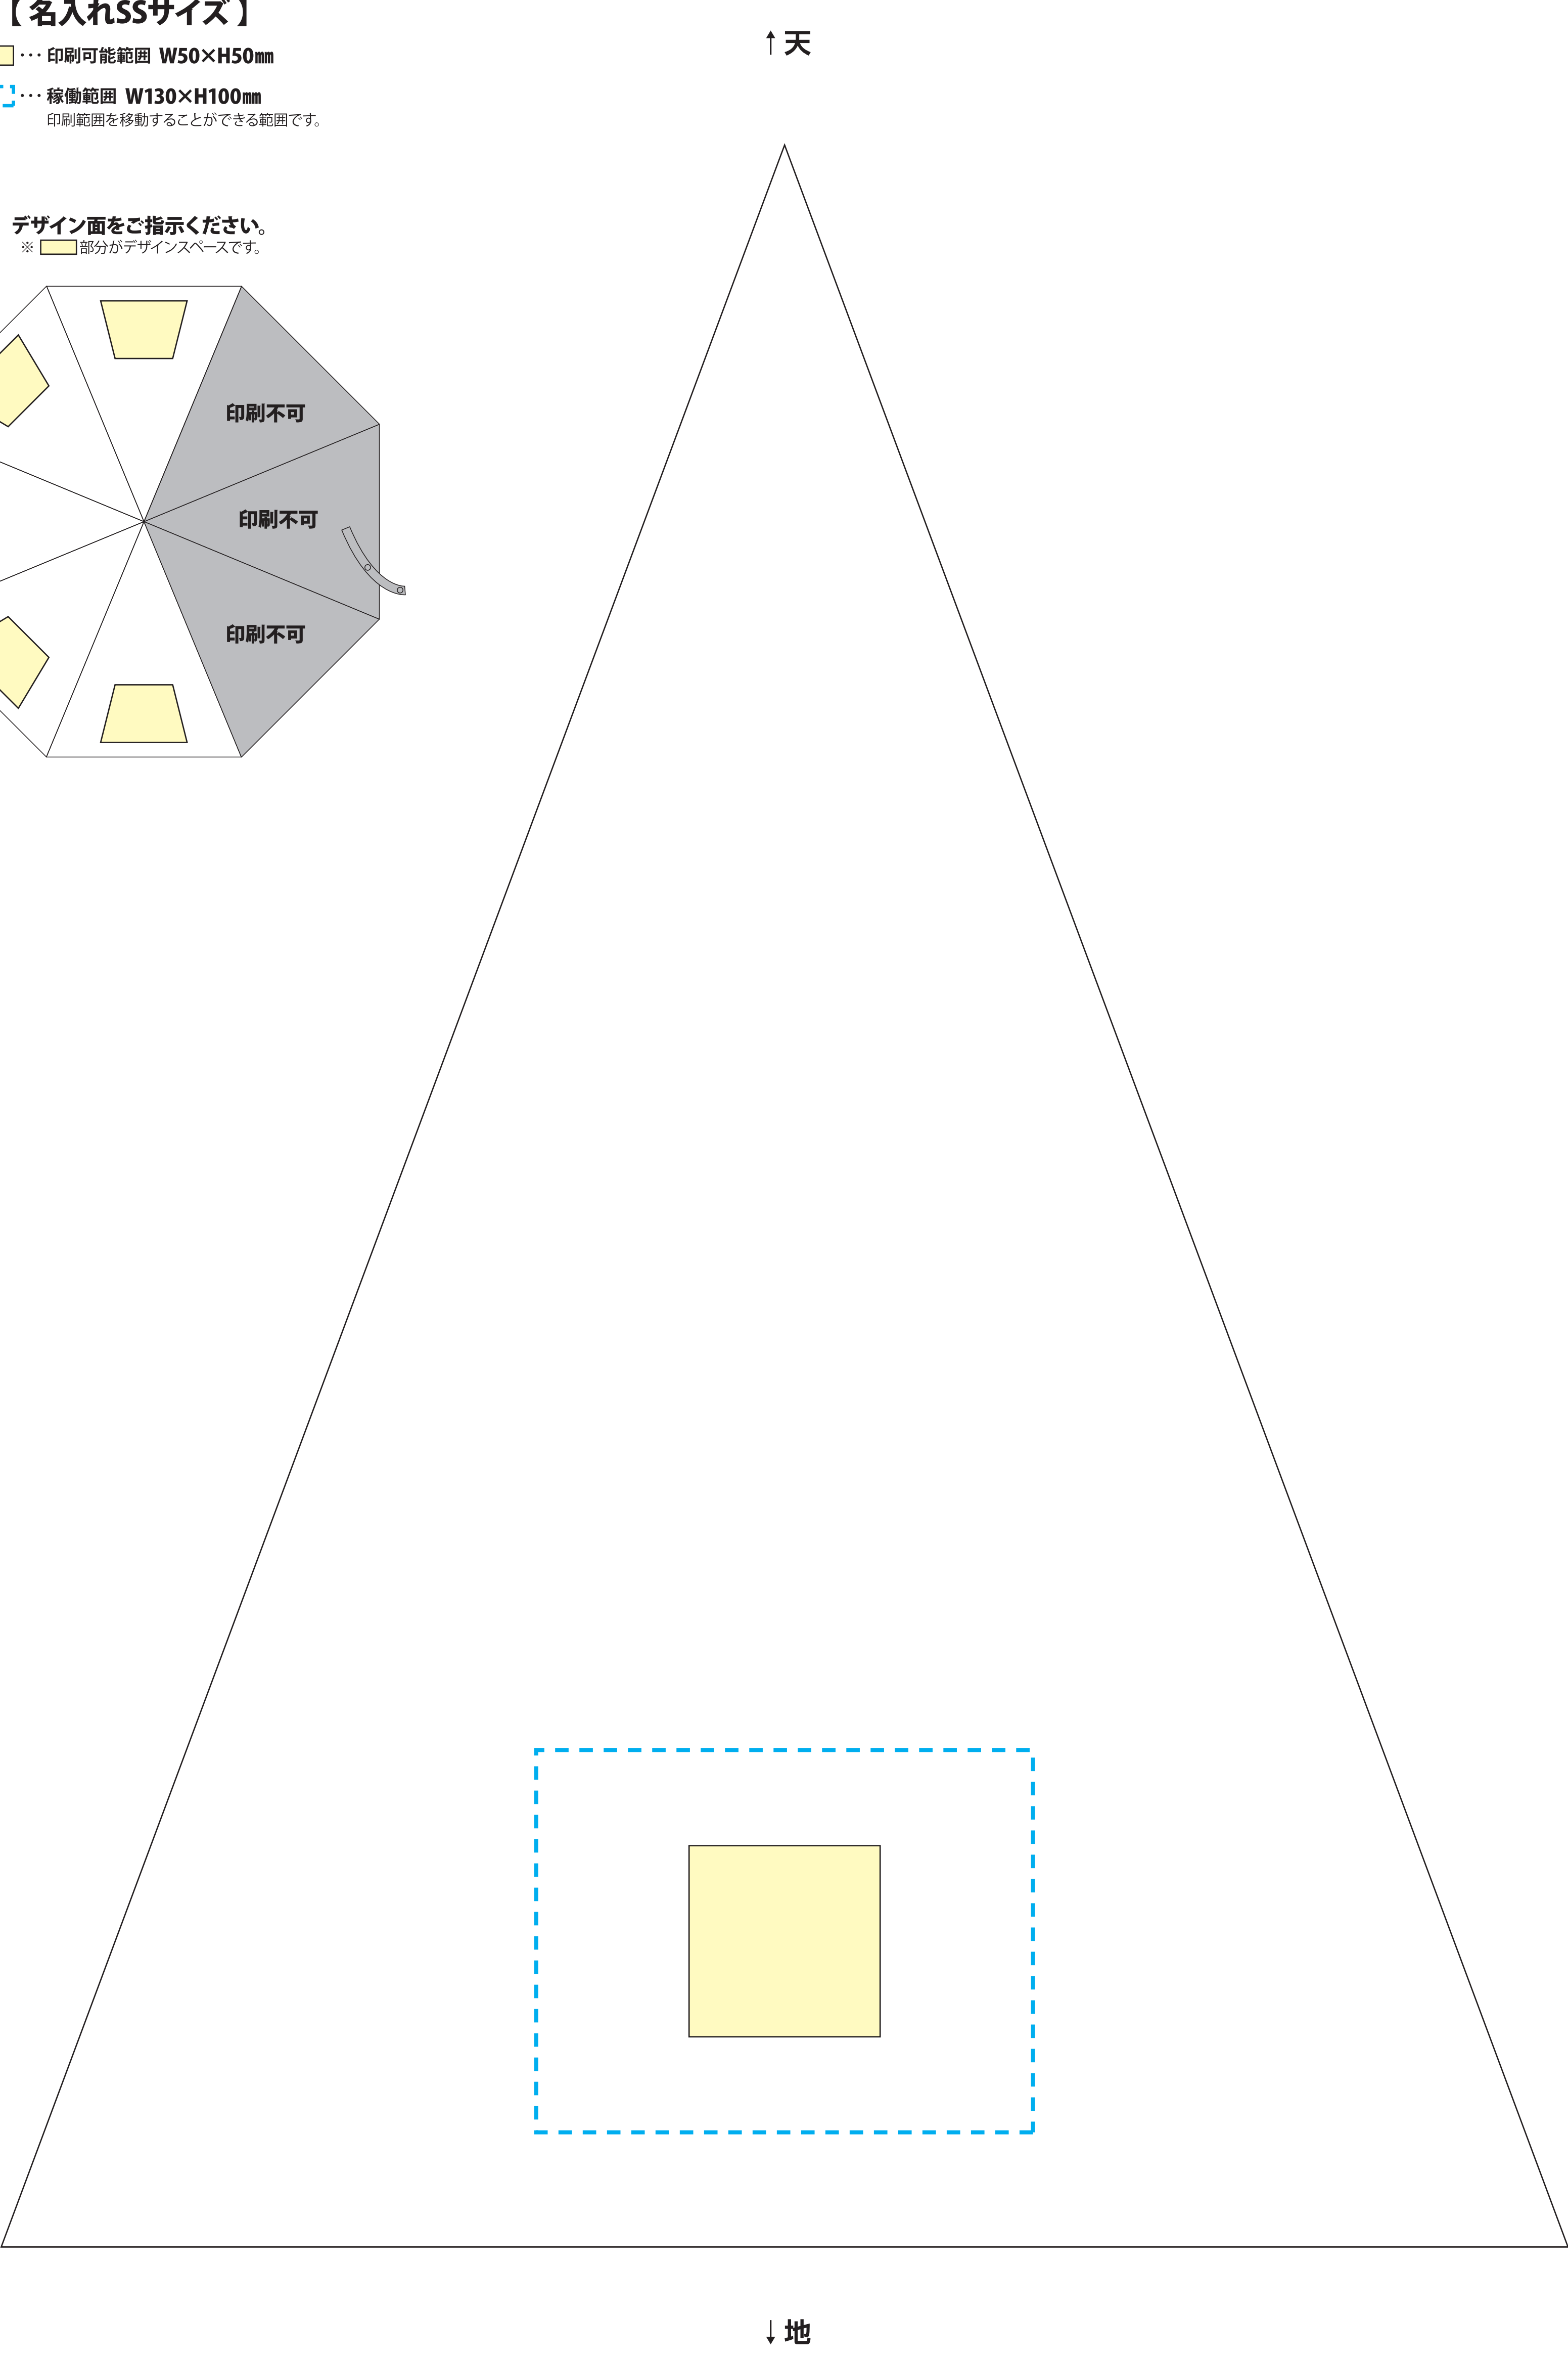 【 名入れSSサイズ 】
･･･ 印刷可能範囲 W50×H50㎜
･･･ 稼働範囲 W130×H100㎜
印刷範囲を移動することができる範囲です。
↑天
デザイン面をご指示ください。
※ 部分がデザインスペースです。
印刷不可
印刷不可
印刷不可
↓地